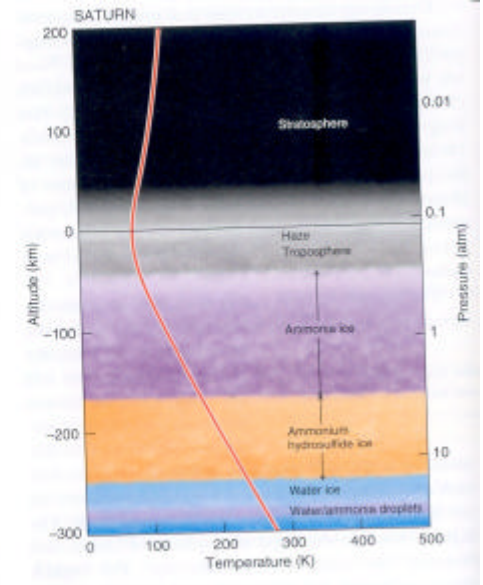 SATURN
200
100
0
−100
−200
−300
Altitude (km)
Stratosphere
Haze
Troposphere
Ammonia ice
Ammonium
hydrosulfide ice
Water ice
Water/ammonia droplets
0.01
0.1
1
10
Pressure (atm)
0
100
200
300
400
500
Temperature (K)